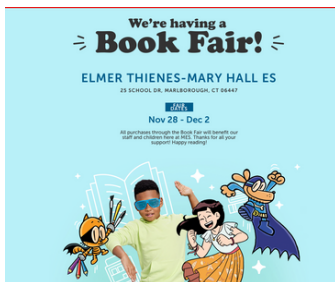 We're having a
Book Fair!
ELMER THIENES-MARY HALL ES
25 SCHOOL DR, MARLBOROUGH, CT 06447
FAIR
DATES
Nov 28 - Dec 2
All purchases through the Book Fair will benefit our
staff and children here at MES. Thanks for all your
support! Happy reading!